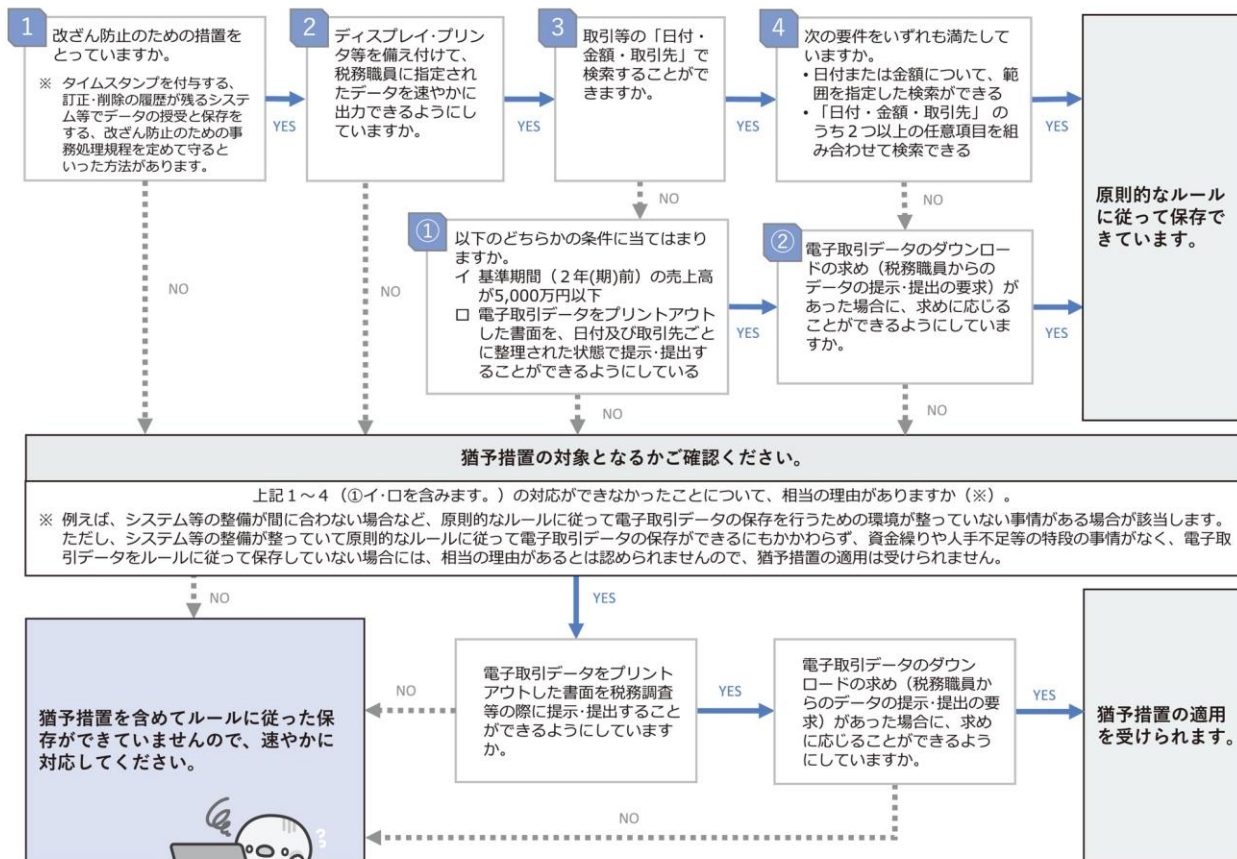 1
改ざん防止のための措置を
とっていますか。
※ タイムスタンプを付与する、
訂正・削除の履歴が残るシステ
ム等でデータの授受と保存を
する、改ざん防止のための事
務処理規程を定めて守ると
いった方法があります。
YES
2
ディスプレイ・プリン
タ等を備え付けて、
税務職員に指定され
たデータを速やかに
出力できるようにし
ていますか。
YES
3
取引等の「日付・
金額・取引先」で
検索することがで
きますか。
YES
4
次の要件をいずれも満たして
いますか。
・日付または金額について、範
囲を指定した検索ができる
・「日付・金額・取引先」 の
うち２つ以上の任意項目を組
み合わせて検索できる
YES
原則的なルール
に従って保存で
きています。
NO
NO
NO
NO
①
以下のどちらかの条件に当てはまり
ますか。
イ 基準期間（２年(期)前）の売上高
が5,000万円以下
ロ 電子取引データをプリントアウト
した書面を、日付及び取引先ごと
に整理された状態で提示・提出す
ることができるようにしている
YES
②
電子取引データのダウンロー
ドの求め（税務職員からの
データの提示・提出の要求）が
あった場合に、求めに応じる
ことができるようにしていま
すか。
YES
NO
NO
猶予措置の対象となるかご確認ください。
上記１～４（①イ・ロを含みます。）の対応ができなかったことについて、相当の理由がありますか（※）。
※ 例えば、システム等の整備が間に合わない場合など、原則的なルールに従って電子取引データの保存を行うための環境が整っていない事情がある場合が該当します。
ただし、システム等の整備が整っていて原則的なルールに従って電子取引データの保存ができるにもかかわらず、資金繰りや人手不足等の特段の事情がなく、電子取
引データをルールに従って保存していない場合には、相当の理由があるとは認められませんので、猶予措置の適用は受けられません。
NO
YES
猶予措置を含めてルールに従った保
存ができていませんので、速やかに
対応してください。
NO
電子取引データをプリント
アウトした書面を税務調査
等の際に提示・提出すること
ができるようにしています
か。
YES
電子取引データのダウン
ロードの求め（税務職員か
らのデータの提示・提出の要
求）があった場合に、求め
に応じることができるよう
にしていますか。
YES
猶予措置の適用
を受けられます。
NO